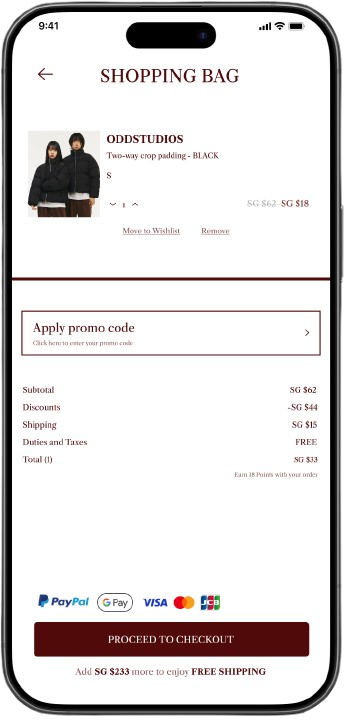 9:41
SHOPPING BAG
ODDSTUDIOS
Two-way crop padding - BLACK
S
1
SG $62 SG $18
Move to Wishlist Remove
Apply promo code
Click here to enter your promo code
Subtotal SG $62
Discounts -SG $44
Shipping SG $15
Duties and Taxes FREE
Total (1) SG $33
Earn 18 Points with your order
PayPal G Pay VISA JCB
PROCEED TO CHECKOUT
Add SG $233 more to enjoy FREE SHIPPING